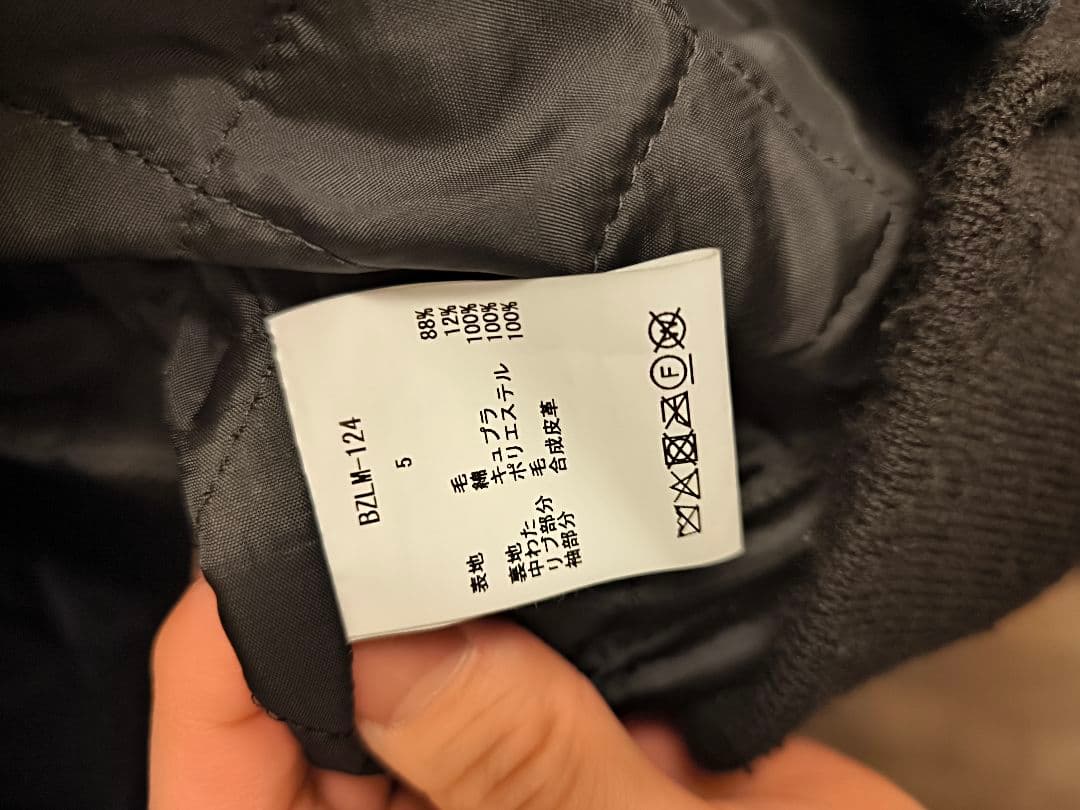 BZLM-124
5
表地 毛 88%
綿 12%
裏地 キュプラ 100%
中わた ポリエステル 100%
リブ部分 毛 100%
袖部分 合成皮革
F W